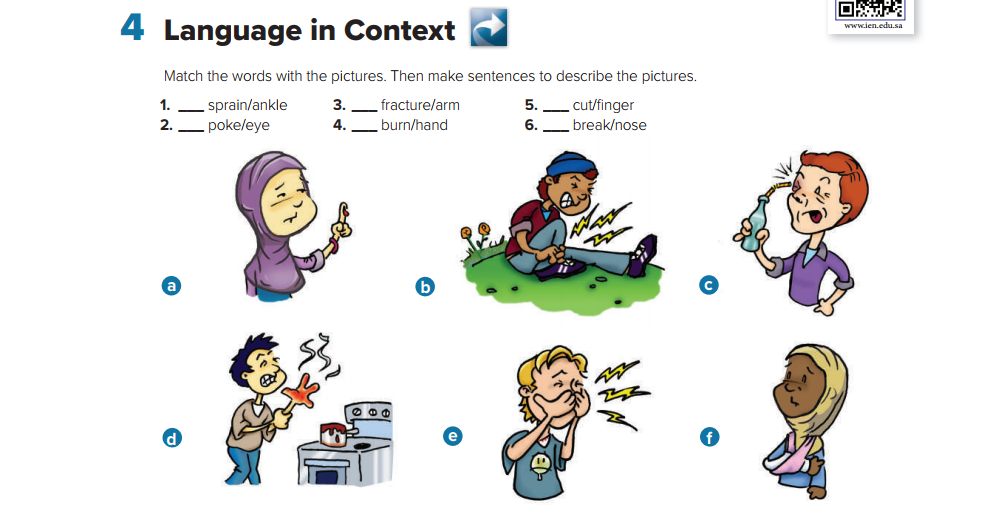 www.ien.edu.sa
4 Language in Context
Match the words with the pictures. Then make sentences to describe the pictures.
1. ___ sprain/ankle 3. ___ fracture/arm 5. ___ cut/finger
2. ___ poke/eye 4. ___ burn/hand 6. ___ break/nose
a b c
d e f